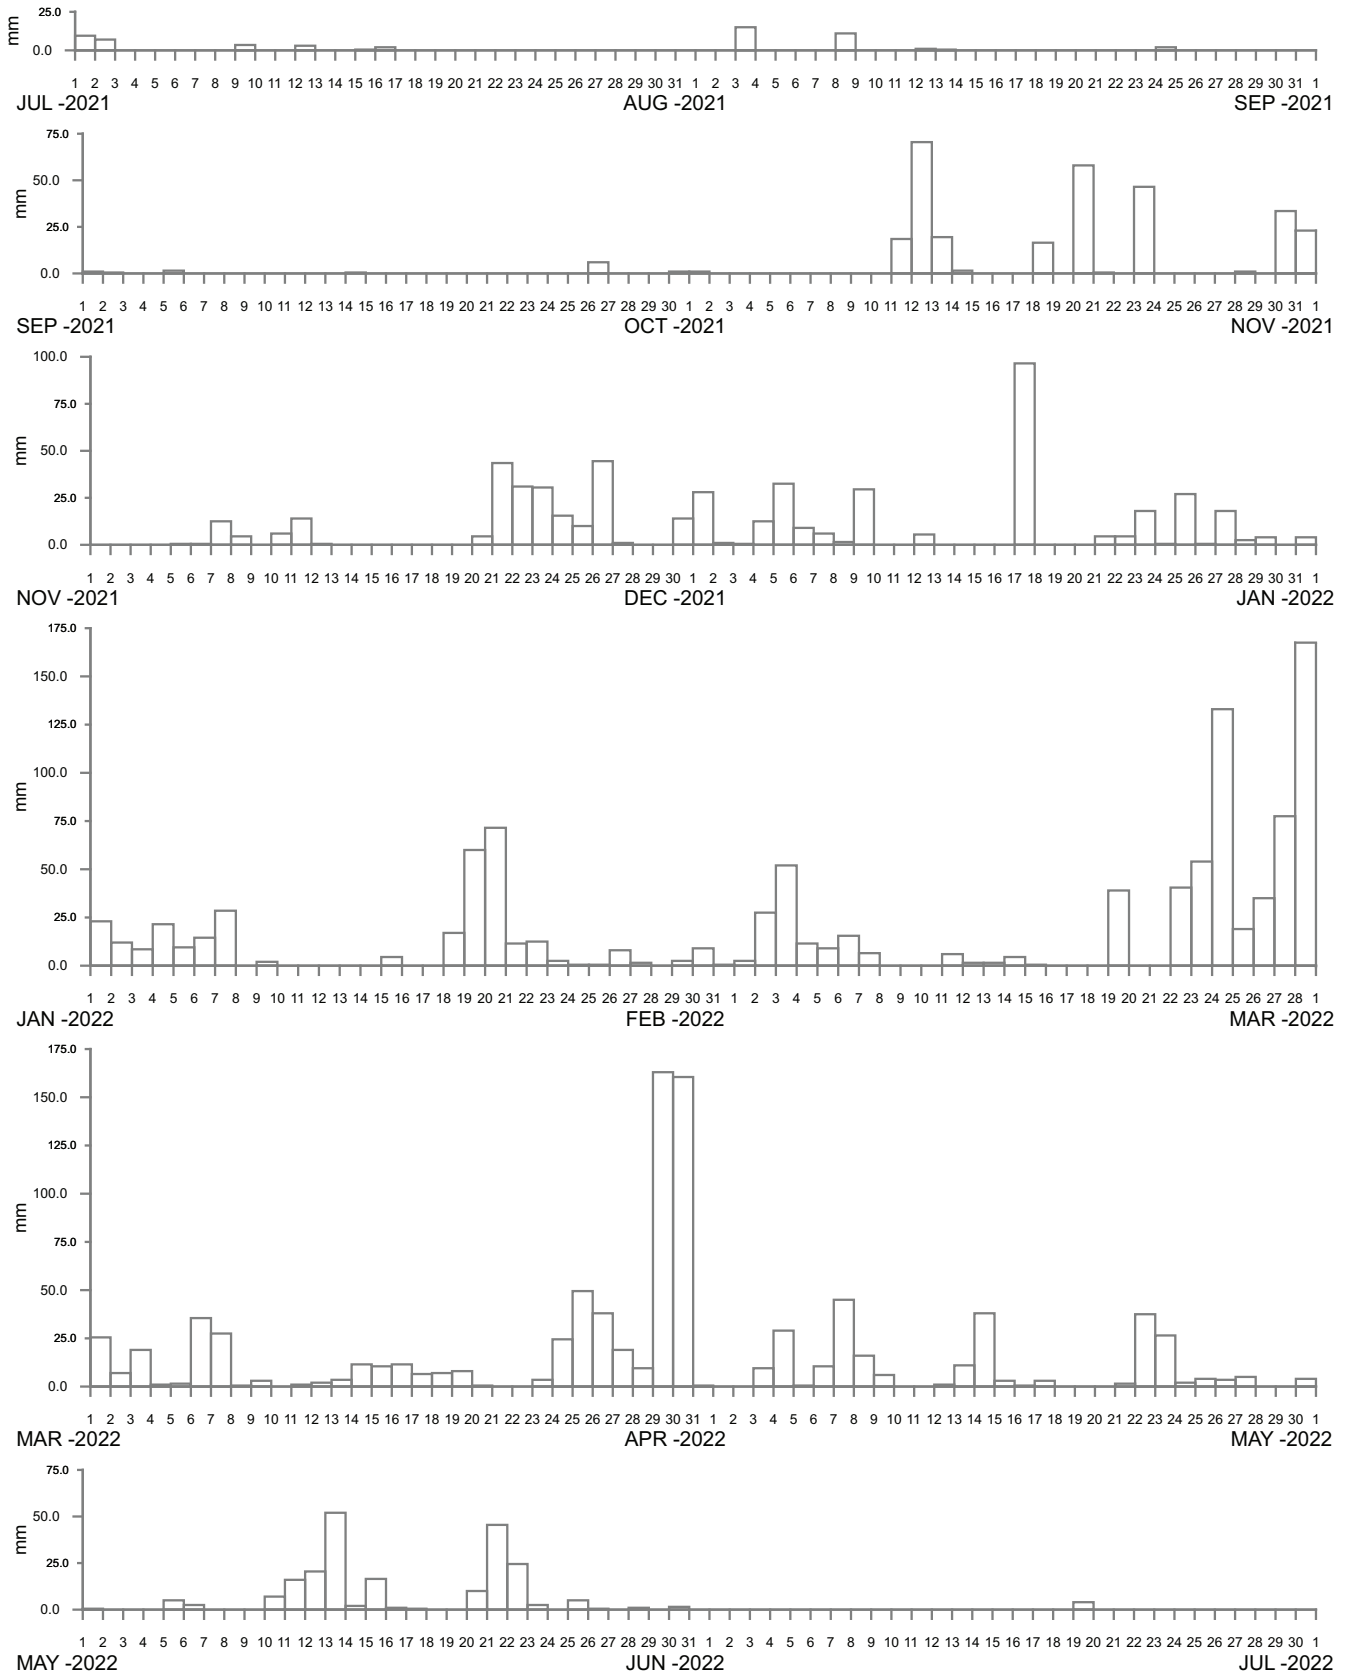 25.0
mm
0.0
1 2 3 4 5 6 7 8 9 10 11 12 13 14 15 16 17 18 19 20 21 22 23 24 25 26 27 28 29 30 31 1 2 3 4 5 6 7 8 9 10 11 12 13 14 15 16 17 18 19 20 21 22 23 24 25 26 27 28 29 30 31 1
JUL -2021 AUG -2021 SEP -2021
75.0
50.0
mm
25.0
0.0
1 2 3 4 5 6 7 8 9 10 11 12 13 14 15 16 17 18 19 20 21 22 23 24 25 26 27 28 29 30 1 2 3 4 5 6 7 8 9 10 11 12 13 14 15 16 17 18 19 20 21 22 23 24 25 26 27 28 29 30 31 1
SEP -2021 OCT -2021 NOV -2021
100.0
75.0
50.0
mm
25.0
0.0
1 2 3 4 5 6 7 8 9 10 11 12 13 14 15 16 17 18 19 20 21 22 23 24 25 26 27 28 29 30 1 2 3 4 5 6 7 8 9 10 11 12 13 14 15 16 17 18 19 20 21 22 23 24 25 26 27 28 29 30 31 1
NOV -2021 DEC -2021 JAN -2022
175.0
150.0
125.0
100.0
mm
75.0
50.0
25.0
0.0
1 2 3 4 5 6 7 8 9 10 11 12 13 14 15 16 17 18 19 20 21 22 23 24 25 26 27 28 29 30 31 1 2 3 4 5 6 7 8 9 10 11 12 13 14 15 16 17 18 19 20 21 22 23 24 25 26 27 28 1
JAN -2022 FEB -2022 MAR -2022
175.0
150.0
125.0
100.0
mm
75.0
50.0
25.0
0.0
1 2 3 4 5 6 7 8 9 10 11 12 13 14 15 16 17 18 19 20 21 22 23 24 25 26 27 28 29 30 31 1 2 3 4 5 6 7 8 9 10 11 12 13 14 15 16 17 18 19 20 21 22 23 24 25 26 27 28 29 30 1
MAR -2022 APR -2022 MAY -2022
75.0
50.0
mm
25.0
0.0
1 2 3 4 5 6 7 8 9 10 11 12 13 14 15 16 17 18 19 20 21 22 23 24 25 26 27 28 29 30 31 1 2 3 4 5 6 7 8 9 10 11 12 13 14 15 16 17 18 19 20 21 22 23 24 25 26 27 28 29 30 1
MAY -2022 JUN -2022 JUL -2022